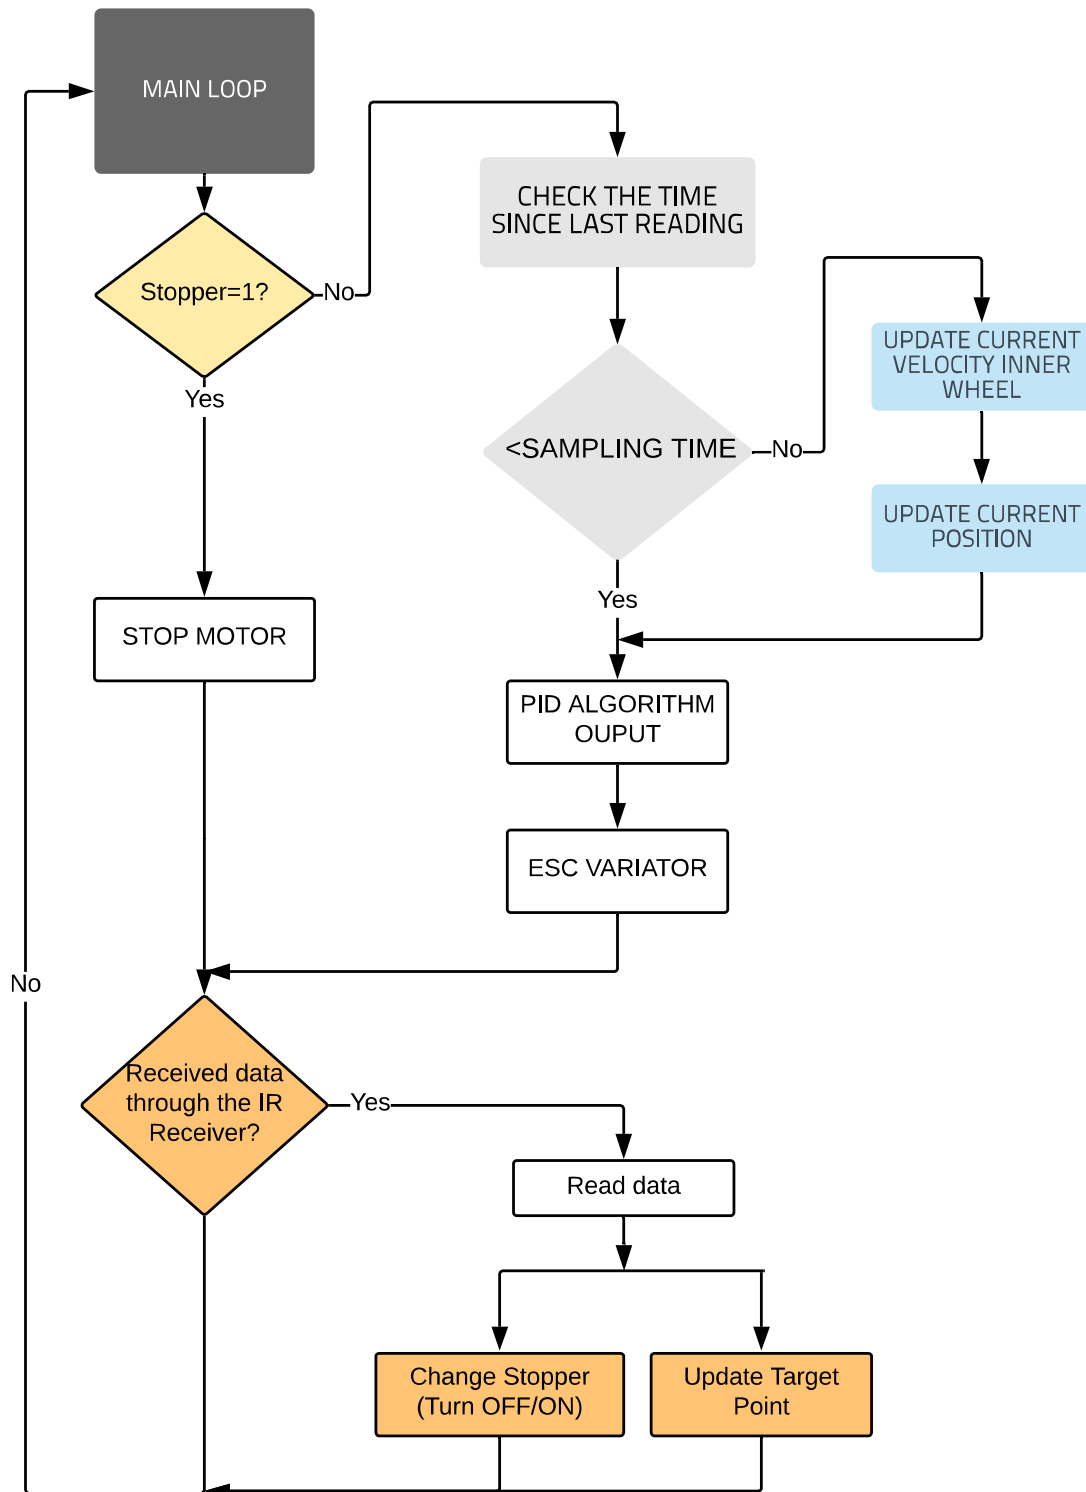 MAIN LOOP
CHECK THE TIME
SINCE LAST READING
Stopper=1?
No
Yes
<SAMPLING TIME
No
UPDATE CURRENT
VELOCITY INNER
WHEEL
UPDATE CURRENT
POSITION
Yes
STOP MOTOR
PID ALGORITHM
OUPUT
ESC VARIATOR
No
Received data
through the IR
Receiver?
Yes
Read data
Change Stopper
(Turn OFF/ON)
Update Target
Point